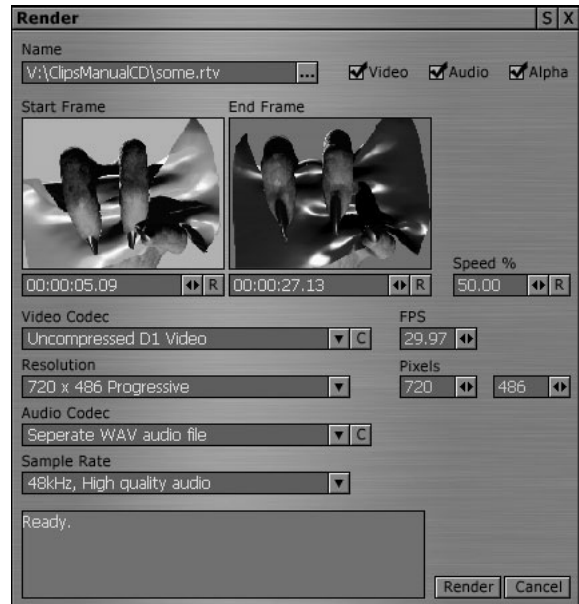 Render S X
Name
V:\ClipsManualCD\some.rtv ... Video Audio Alpha
Start Frame End Frame
Speed %
00:00:05.09 R 00:00:27.13 R 50.00 R
Video Codec FPS
Uncompressed D1 Video C 29.97
Resolution Pixels
720 x 486 Progressive 720 486
Audio Codec
Seperate WAV audio file C
Sample Rate
48kHz, High quality audio
Ready.
Render Cancel